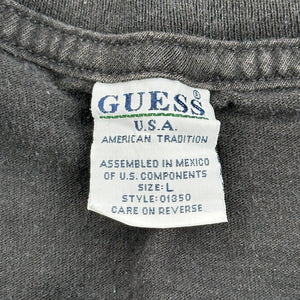 GUESS®
U.S.A.
AMERICAN TRADITION
ASSEMBLED IN MEXICO
OF U.S. COMPONENTS
SIZE: L
STYLE: 01350
CARE ON REVERSE